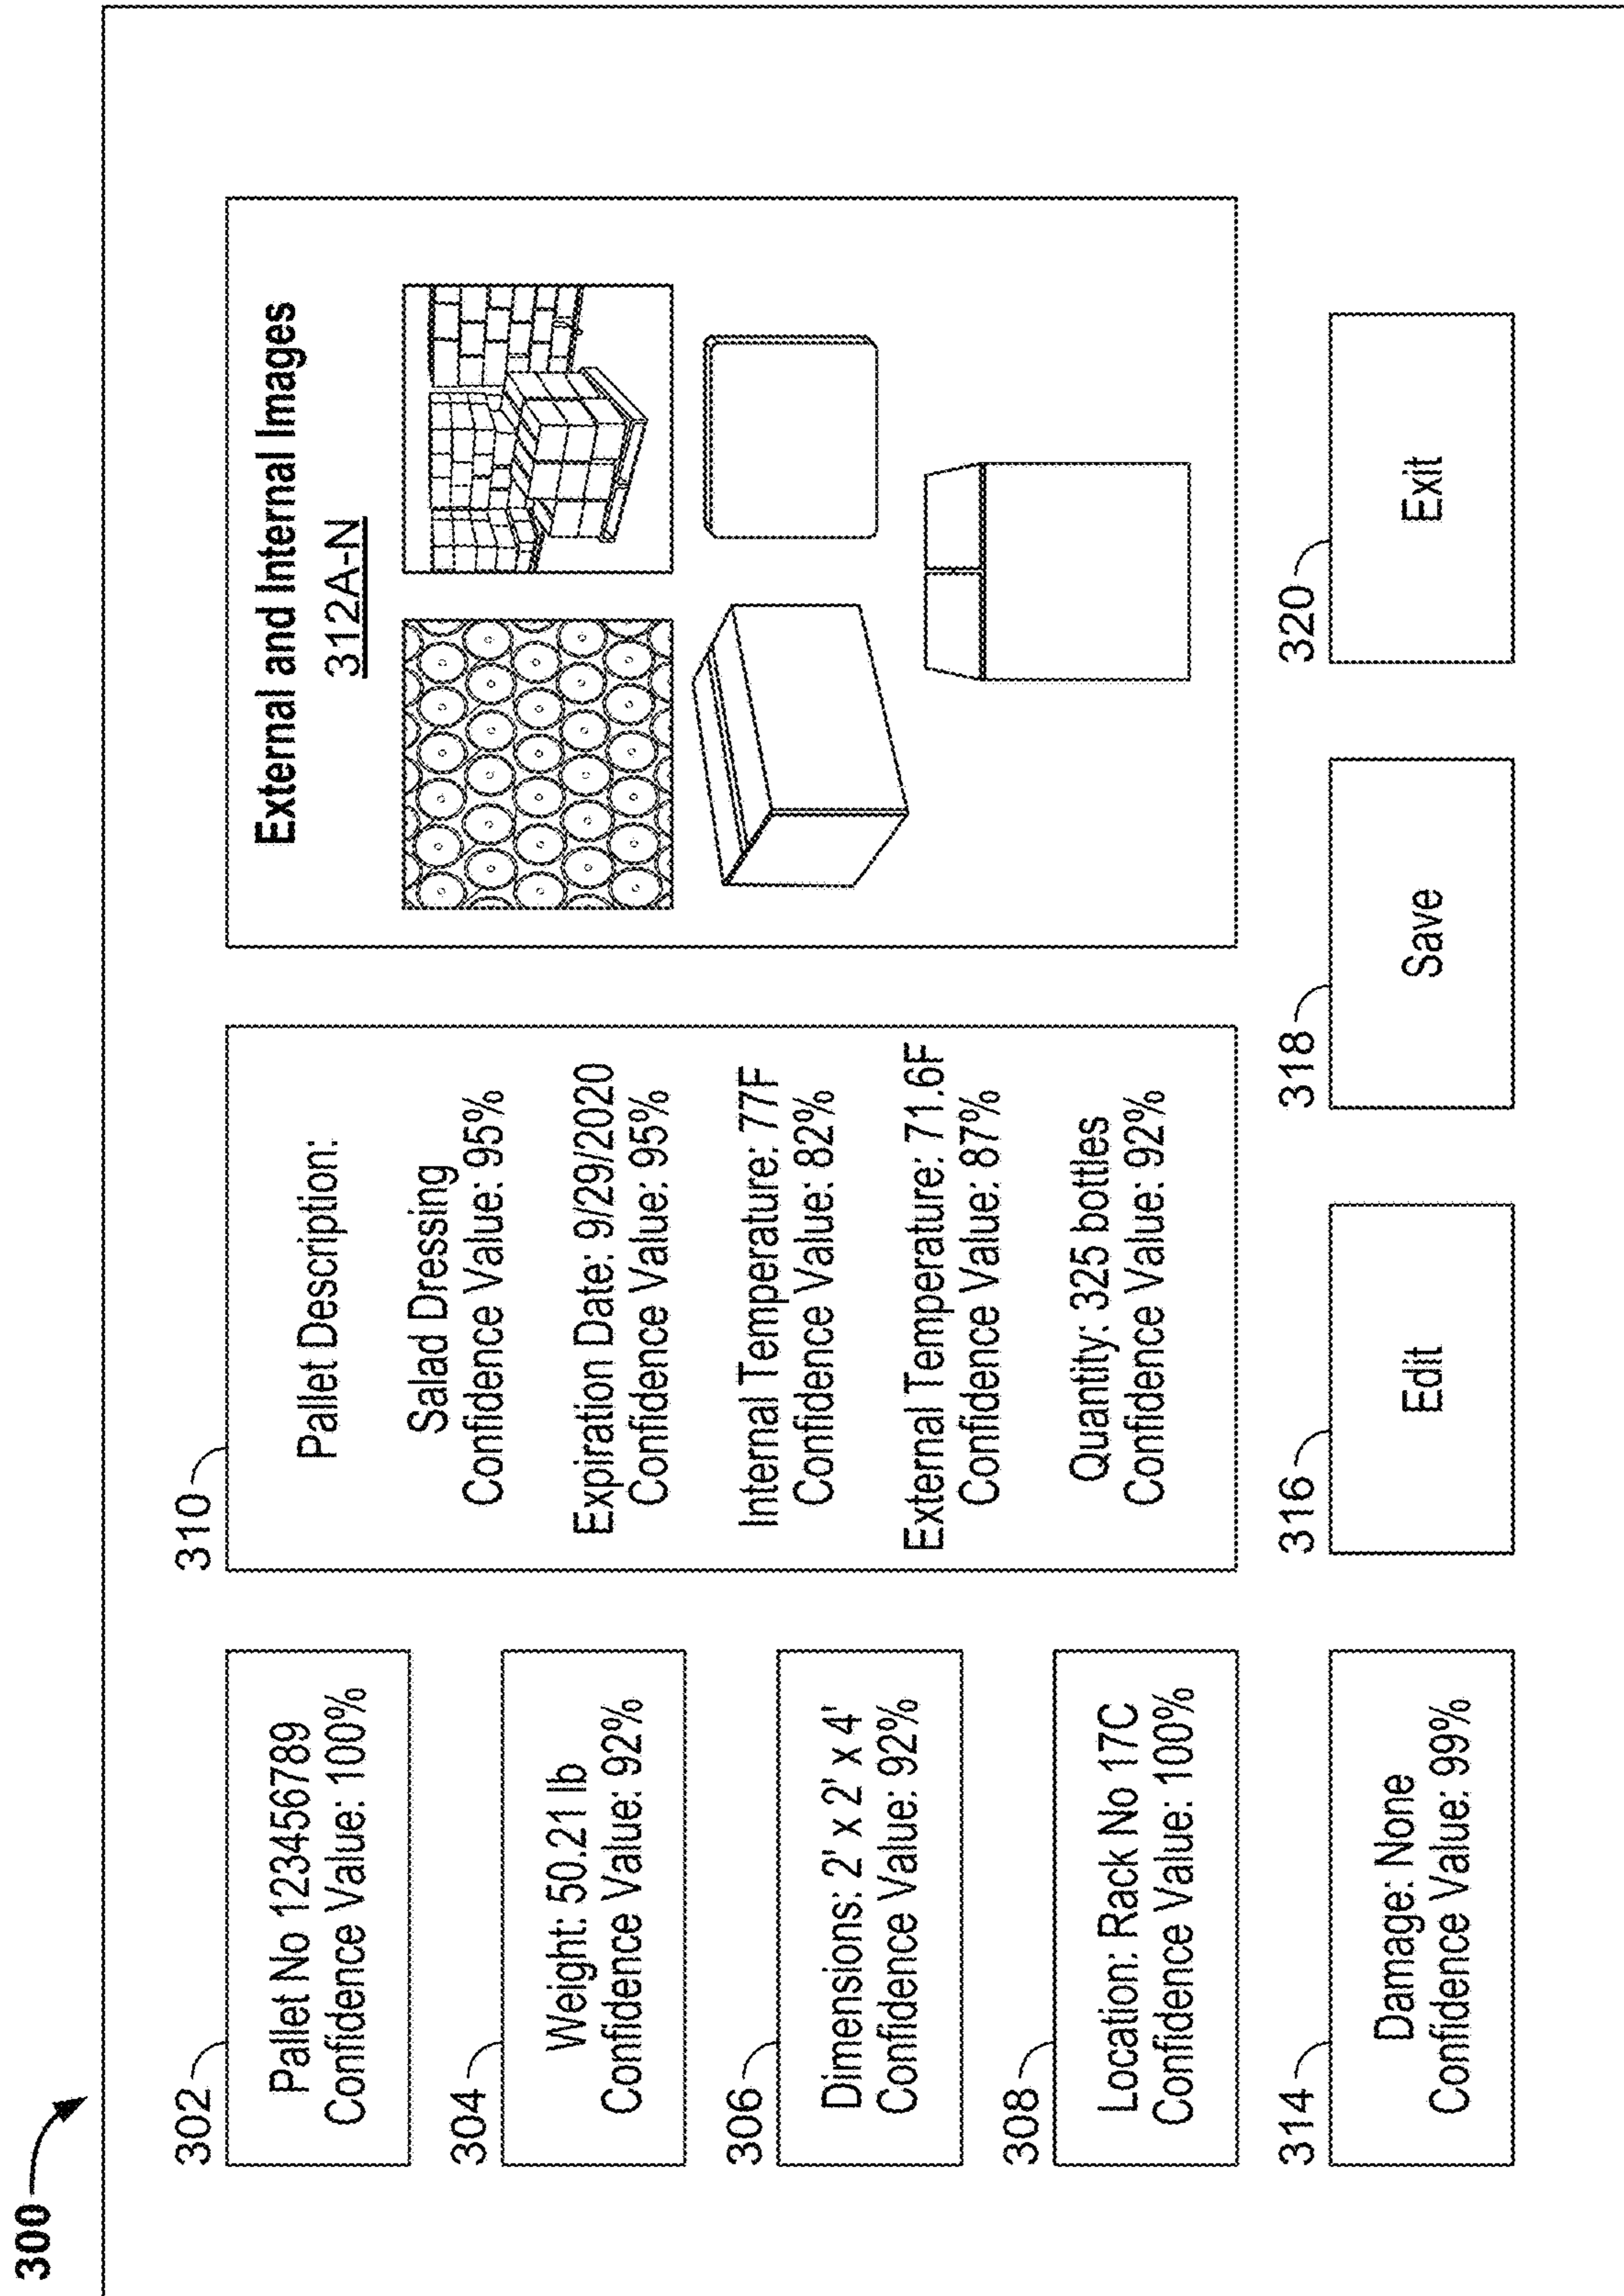 300
302
Pallet No 123456789
Confidence Value: 100%
304
Weight: 50.21 lb
Confidence Value: 92%
306
Dimensions: 2' x 2' x 4'
Confidence Value: 92%
308
Location: Rack No 17C
Confidence Value: 100%
314
Damage: None
Confidence Value: 99%
310
Pallet Description:
Salad Dressing
Confidence Value: 95%
Expiration Date: 9/29/2020
Confidence Value: 95%
Internal Temperature: 77F
Confidence Value: 82%
External Temperature: 71.6F
Confidence Value: 87%
Quantity: 325 bottles
Confidence Value: 92%
External and Internal Images
312A-N
316
Edit
318
Save
320
Exit